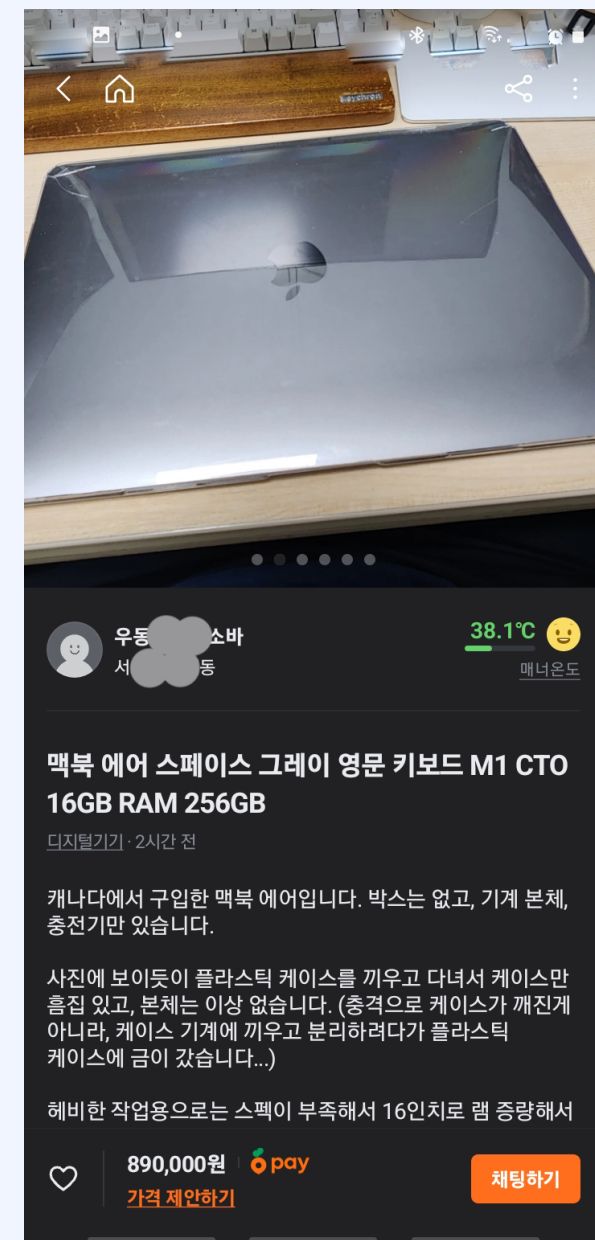 keychron
우동
소바
서
동
38.1℃
매너온도
맥북 에어 스페이스 그레이 영문 키보드 M1 CTO
16GB RAM 256GB
디지털기기 · 2시간 전
캐나다에서 구입한 맥북 에어입니다. 박스는 없고, 기계 본체,
충전기만 있습니다.
사진에 보이듯이 플라스틱 케이스를 끼우고 다녀서 케이스만
흠집 있고, 본체는 이상 없습니다. (충격으로 케이스가 깨진게
아니라, 케이스 기계에 끼우고 분리하려다가 플라스틱
케이스에 금이 갔습니다...)
헤비한 작업용으로는 스펙이 부족해서 16인치로 램 증량해서
890,000원 pay
가격 제안하기
채팅하기